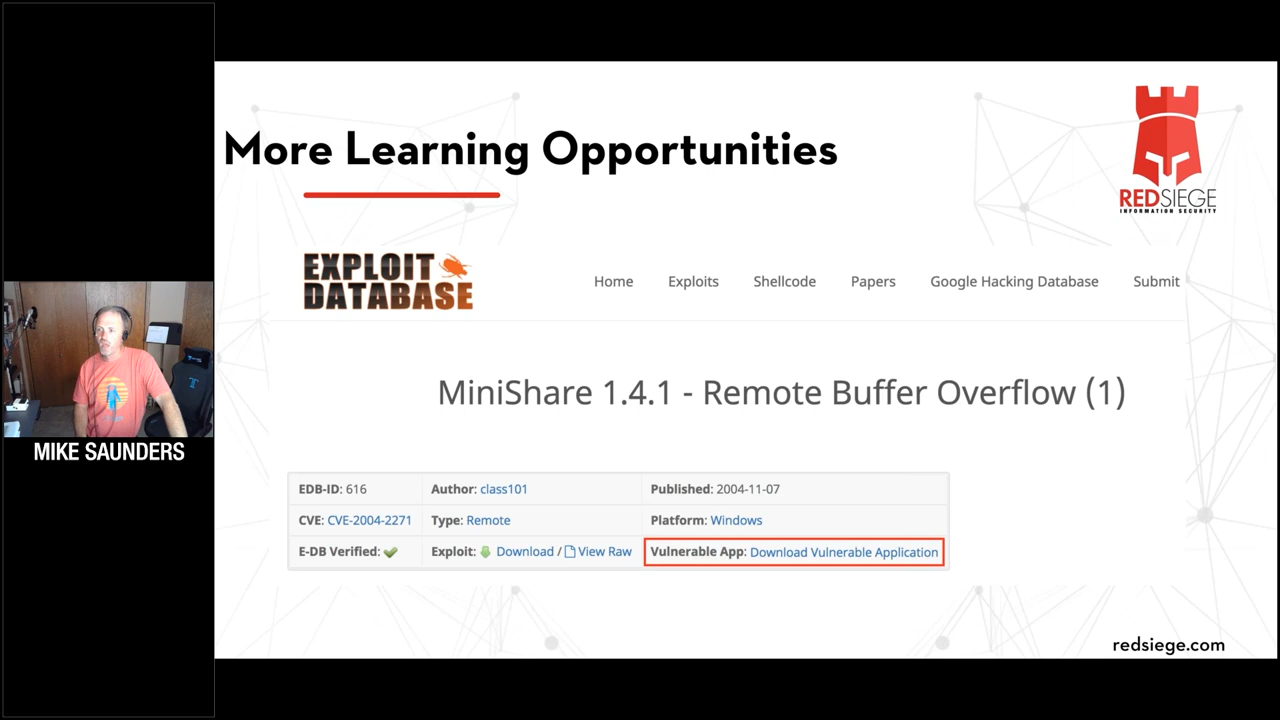 More Learning Opportunities
REDSIEGE
INFORMATION SECURITY
EXPLOIT
DATABASE
Home Exploits Shellcode Papers Google Hacking Database Submit
MiniShare 1.4.1 - Remote Buffer Overflow (1)
EDB-ID: 616 Author: class101 Published: 2004-11-07
CVE: CVE-2004-2271 Type: Remote Platform: Windows
E-DB Verified: Exploit: Download / View Raw Vulnerable App: Download Vulnerable Application
MIKE SAUNDERS
redsiege.com